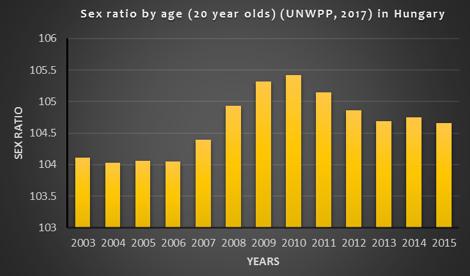 Sex ratio by age (20 year olds) (UNWPP, 2017) in Hungary
106
105.5
105
104.5
104
103.5
103
SEX RATIO
2003 2004 2005 2006 2007 2008 2009 2010 2011 2012 2013 2014 2015
YEARS